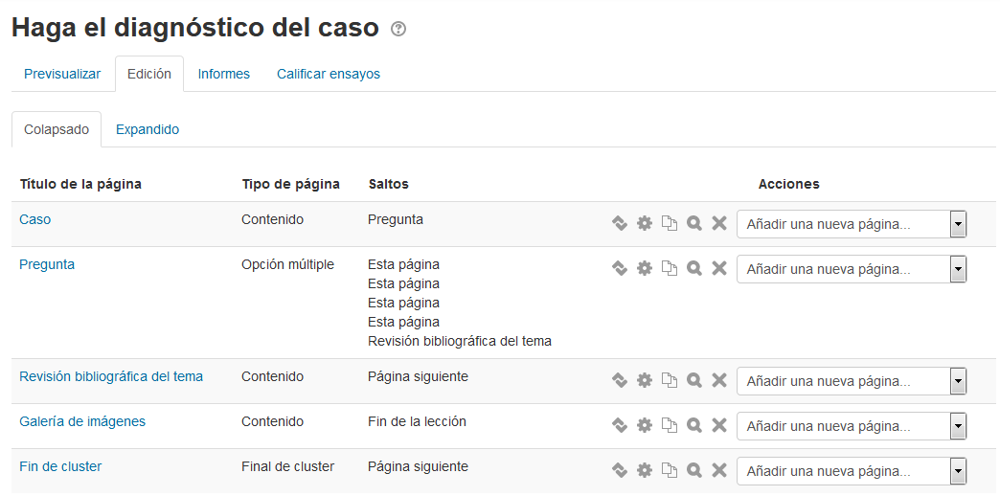 Haga el diagnóstico del caso
Previsualizar Edición Informes Calificar ensayos
Colapsado Expandido
Título de la página Tipo de página Saltos Acciones
Caso Contenido Pregunta Añadir una nueva página...
Pregunta Opción múltiple Esta página Añadir una nueva página...
Esta página
Esta página
Esta página
Revisión bibliográfica del tema
Revisión bibliográfica del tema Contenido Página siguiente Añadir una nueva página...
Galería de imágenes Contenido Fin de la lección Añadir una nueva página...
Fin de cluster Final de cluster Página siguiente Añadir una nueva página...